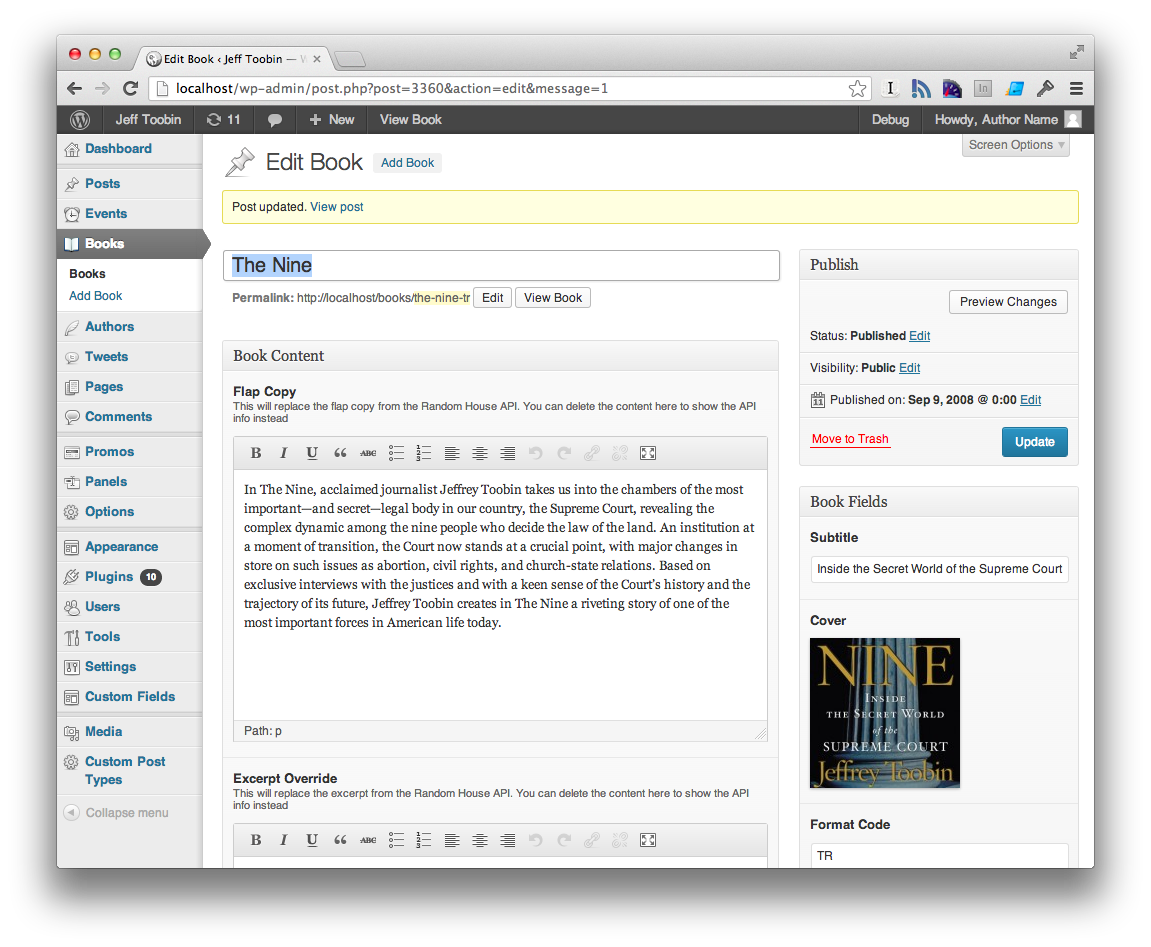 Edit Book ‹ Jeff Toobin —
localhost/wp-admin/post.php?post=3360&action=edit&message=1
Jeff Toobin 11 + New View Book Debug Howdy, Author Name
Screen Options
Dashboard
Posts
Events
Books
Books
Add Book
Authors
Tweets
Pages
Comments
Promos
Panels
Options
Appearance
Plugins 10
Users
Tools
Settings
Custom Fields
Media
Custom Post
Types
Collapse menu
Edit Book Add Book
Post updated. View post
The Nine
Permalink: http://localhost/books/the-nine-tr Edit View Book
Book Content
Flap Copy
This will replace the flap copy from the Random House API. You can delete the content here to show the API
info instead
B I U “ ABC
In The Nine, acclaimed journalist Jeffrey Toobin takes us into the chambers of the most
important—and secret—legal body in our country, the Supreme Court, revealing the
complex dynamic among the nine people who decide the law of the land. An institution at
a moment of transition, the Court now stands at a crucial point, with major changes in
store on such issues as abortion, civil rights, and church-state relations. Based on
exclusive interviews with the justices and with a keen sense of the Court’s history and the
trajectory of its future, Jeffrey Toobin creates in The Nine a riveting story of one of the
most important forces in American life today.
Path: p
Excerpt Override
This will replace the excerpt from the Random House API. You can delete the content here to show the API
info instead
B I U “ ABC
Publish
Preview Changes
Status: Published Edit
Visibility: Public Edit
11 Published on: Sep 9, 2008 @ 0:00 Edit
Move to Trash Update
Book Fields
Subtitle
Inside the Secret World of the Supreme Court
Cover
NINE
INSIDE
THE SECRET WORLD
of the
SUPREME COURT
Jeffrey Toobin
Format Code
TR